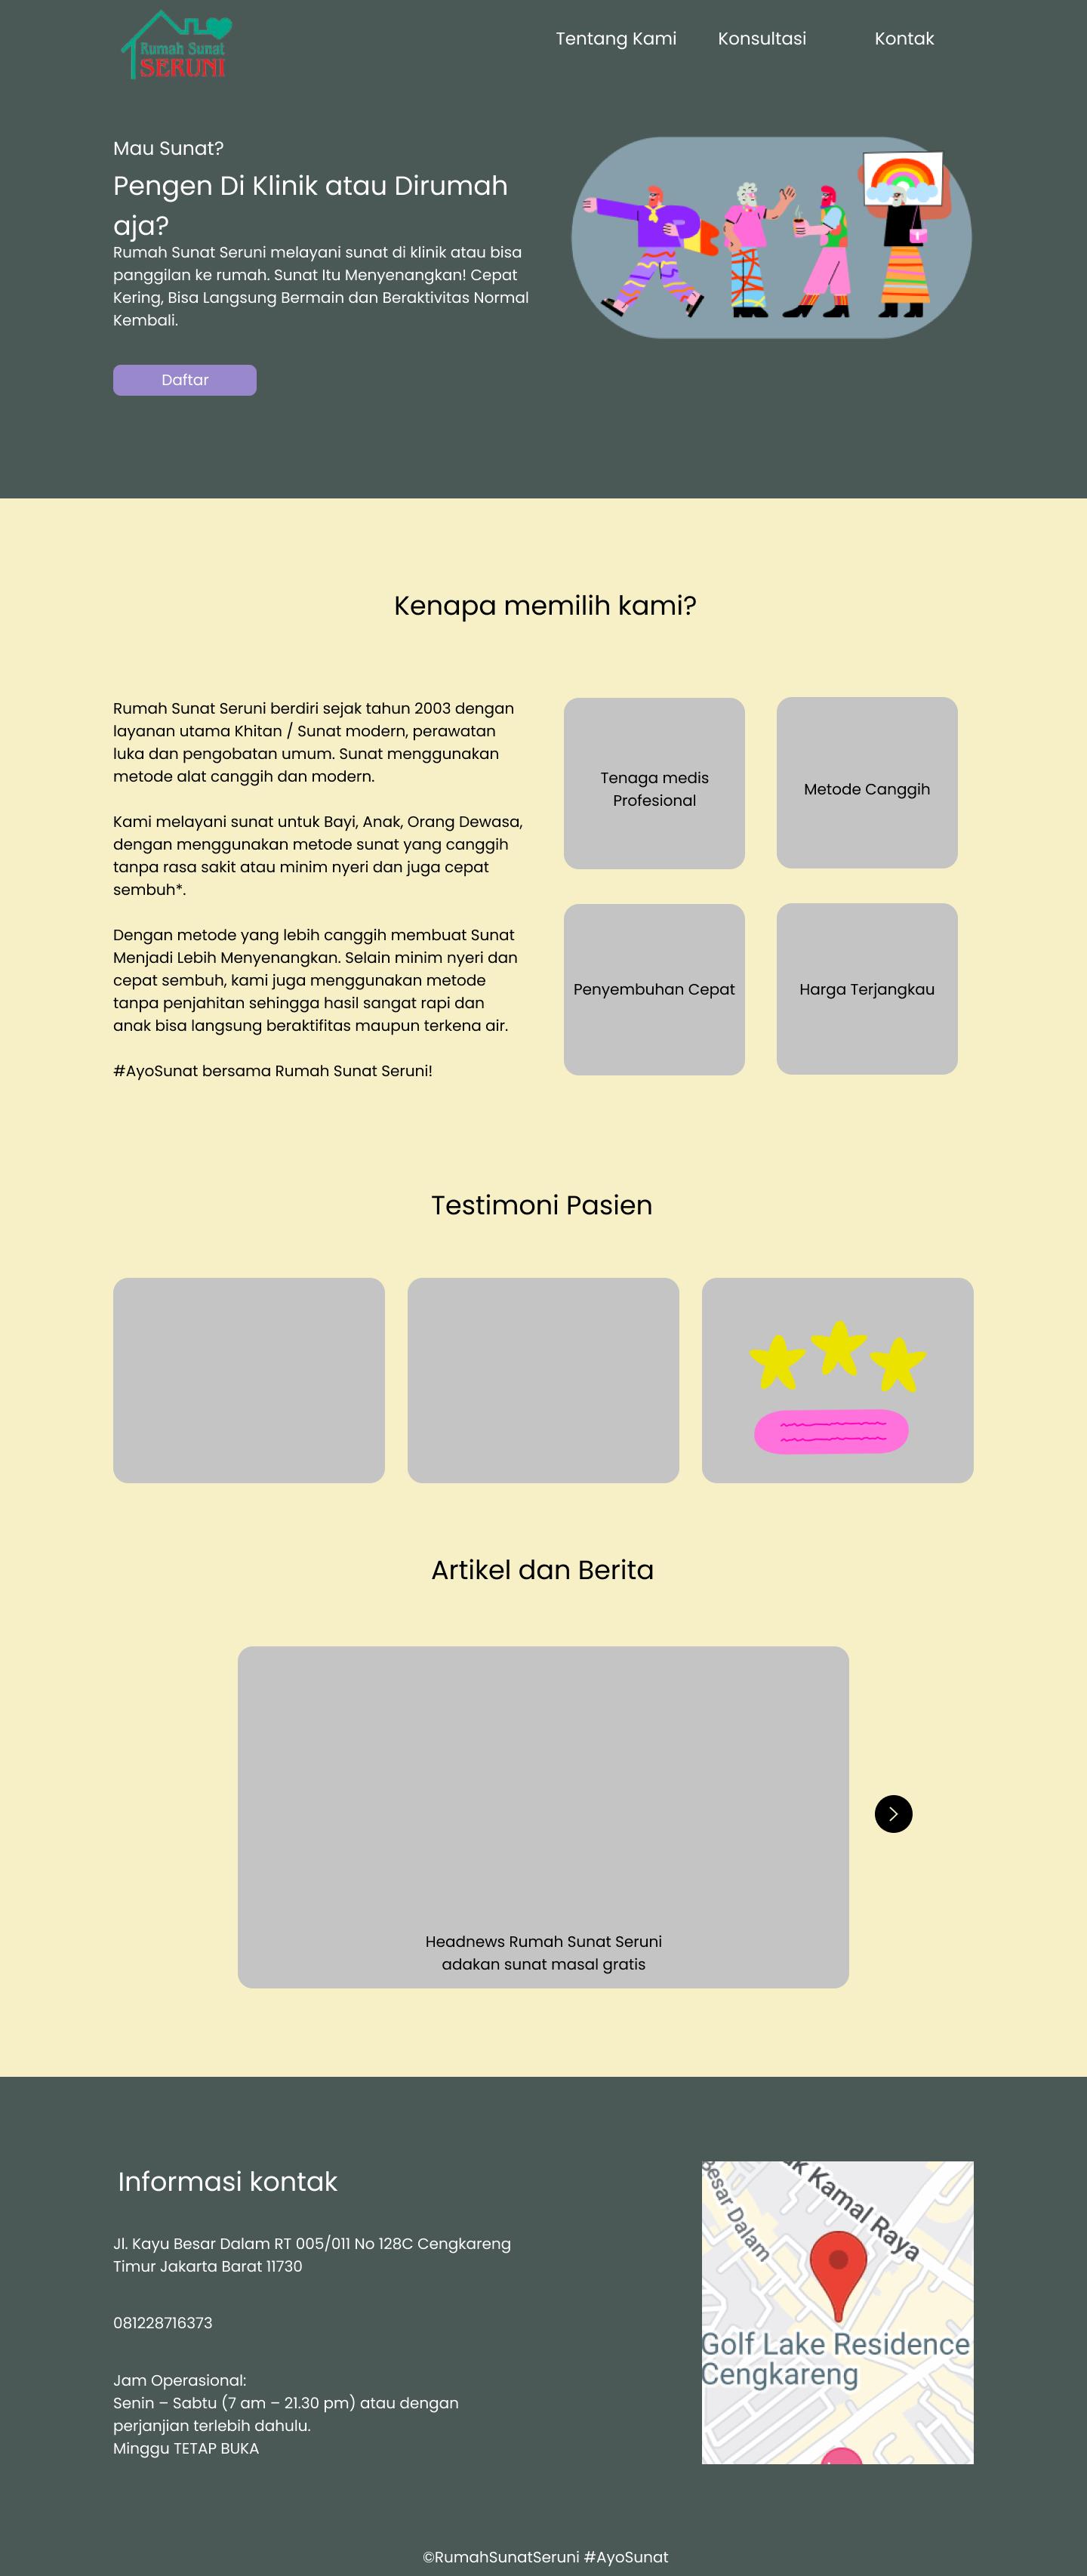 Rumah Sunat
SERUNI
Tentang Kami
Konsultasi
Kontak
Mau Sunat?
Pengen Di Klinik atau Dirumah
aja?
Rumah Sunat Seruni melayani sunat di klinik atau bisa
panggilan ke rumah. Sunat Itu Menyenangkan! Cepat
Kering, Bisa Langsung Bermain dan Beraktivitas Normal
Kembali.
Daftar
Kenapa memilih kami?
Rumah Sunat Seruni berdiri sejak tahun 2003 dengan
layanan utama Khitan / Sunat modern, perawatan
luka dan pengobatan umum. Sunat menggunakan
metode alat canggih dan modern.
Kami melayani sunat untuk Bayi, Anak, Orang Dewasa,
dengan menggunakan metode sunat yang canggih
tanpa rasa sakit atau minim nyeri dan juga cepat
sembuh*.
Dengan metode yang lebih canggih membuat Sunat
Menjadi Lebih Menyenangkan. Selain minim nyeri dan
cepat sembuh, kami juga menggunakan metode
tanpa penjahitan sehingga hasil sangat rapi dan
anak bisa langsung beraktifitas maupun terkena air.
#AyoSunat bersama Rumah Sunat Seruni!
Tenaga medis
Profesional
Metode Canggih
Penyembuhan Cepat
Harga Terjangkau
Testimoni Pasien
Artikel dan Berita
Headnews Rumah Sunat Seruni
adakan sunat masal gratis
Informasi kontak
Jl. Kayu Besar Dalam RT 005/011 No 128C Cengkareng
Timur Jakarta Barat 11730
081228716373
Jam Operasional:
Senin – Sabtu (7 am – 21.30 pm) atau dengan
perjanjian terlebih dahulu.
Minggu TETAP BUKA
Besar Dalam
Kamal Raya
Golf Lake Residence
Cengkareng
©RumahSunatSeruni #AyoSunat